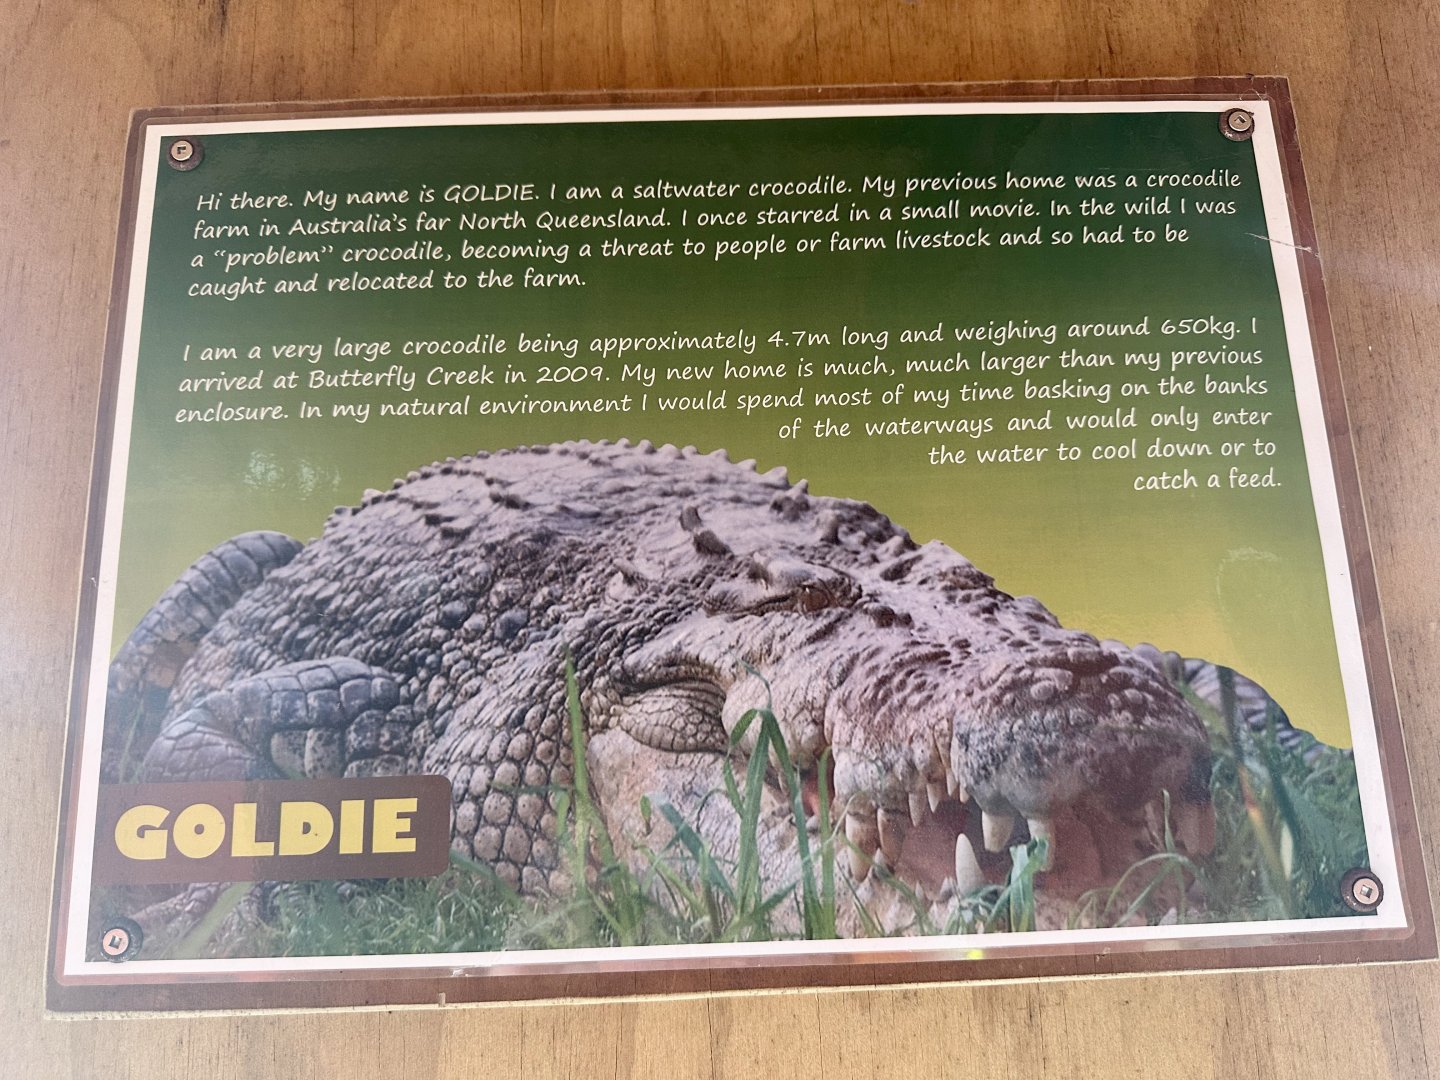 Hi there. My name is GOLDIE. I am a saltwater crocodile. My previous home was a crocodile
farm in Australia's far North Queensland. I once starred in a small movie. In the wild I was
a “problem” crocodile, becoming a threat to people or farm livestock and so had to be
caught and relocated to the farm.
I am a very large crocodile being approximately 4.7m long and weighing around 650kg. I
arrived at Butterfly Creek in 2009. My new home is much, much larger than my previous
enclosure. In my natural environment I would spend most of my time basking on the banks
of the waterways and would only enter
the water to cool down or to
catch a feed.
GOLDIE